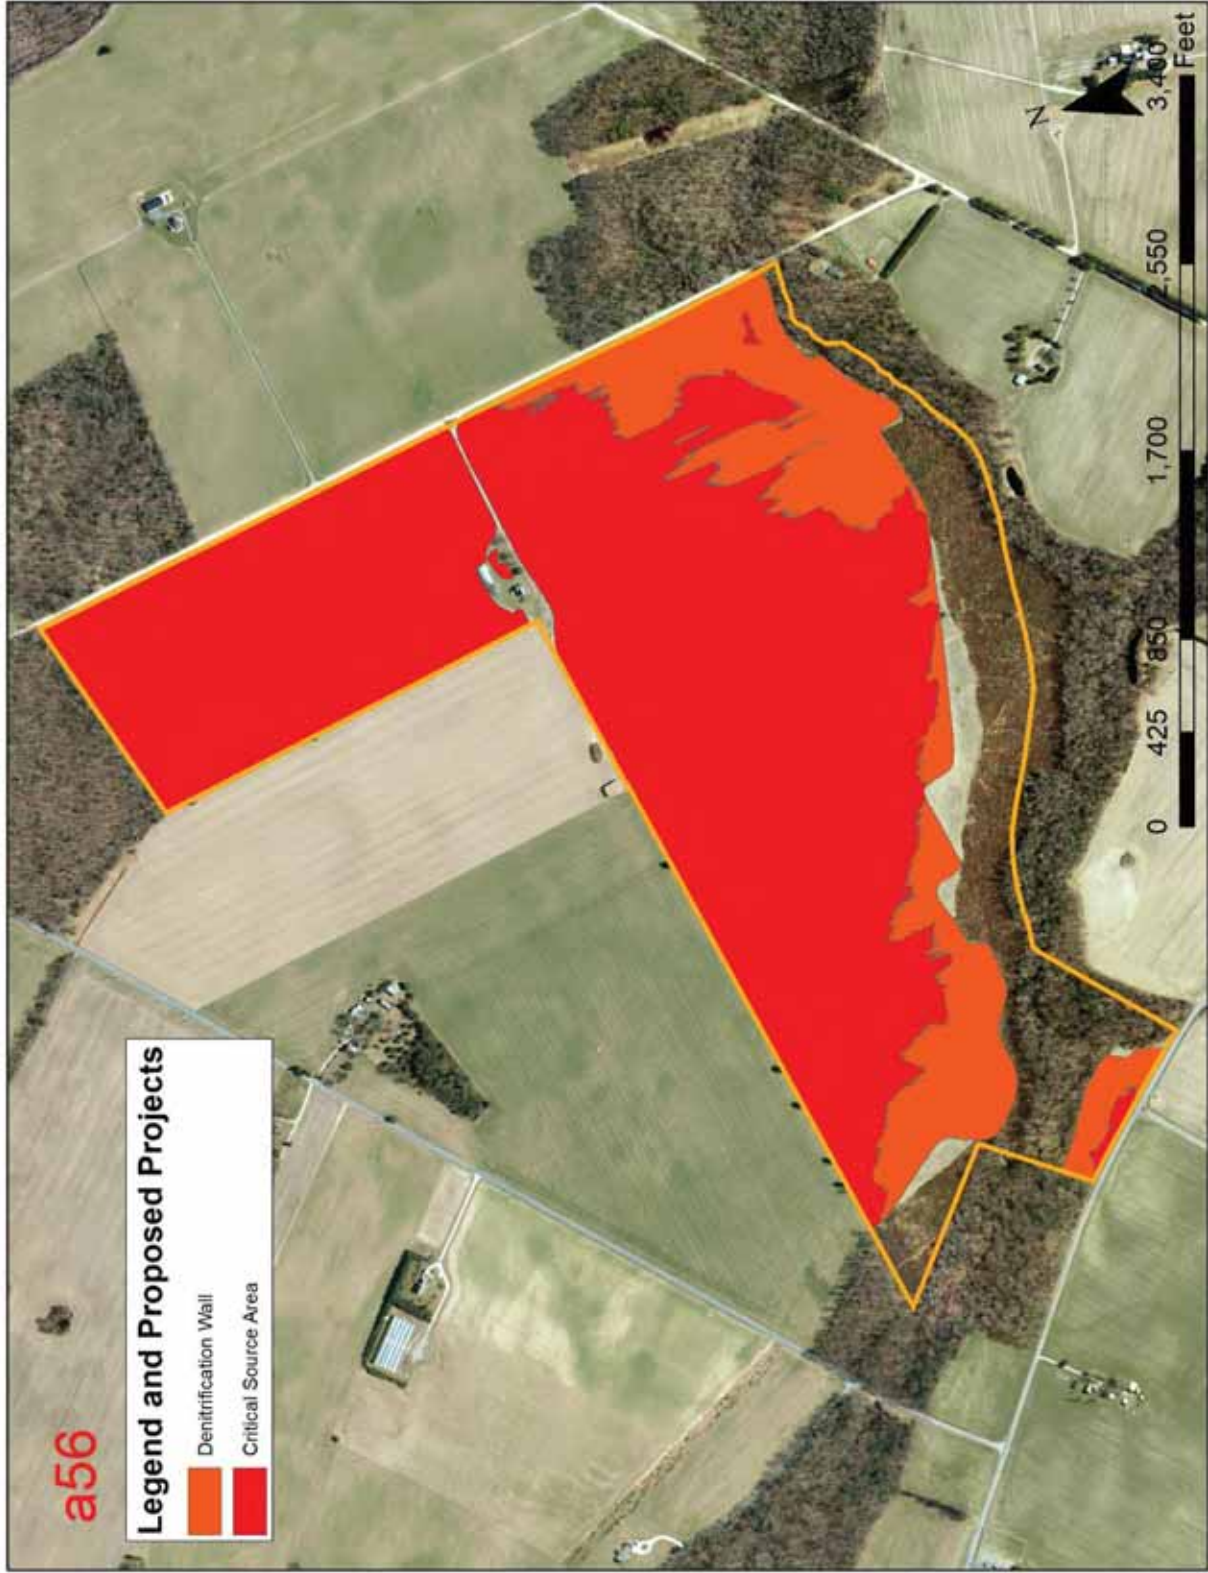 a56
Legend and Proposed Projects
Denitrification Wall
Critical Source Area
N
0 425 850 1,700 2,550 3,400
Feet